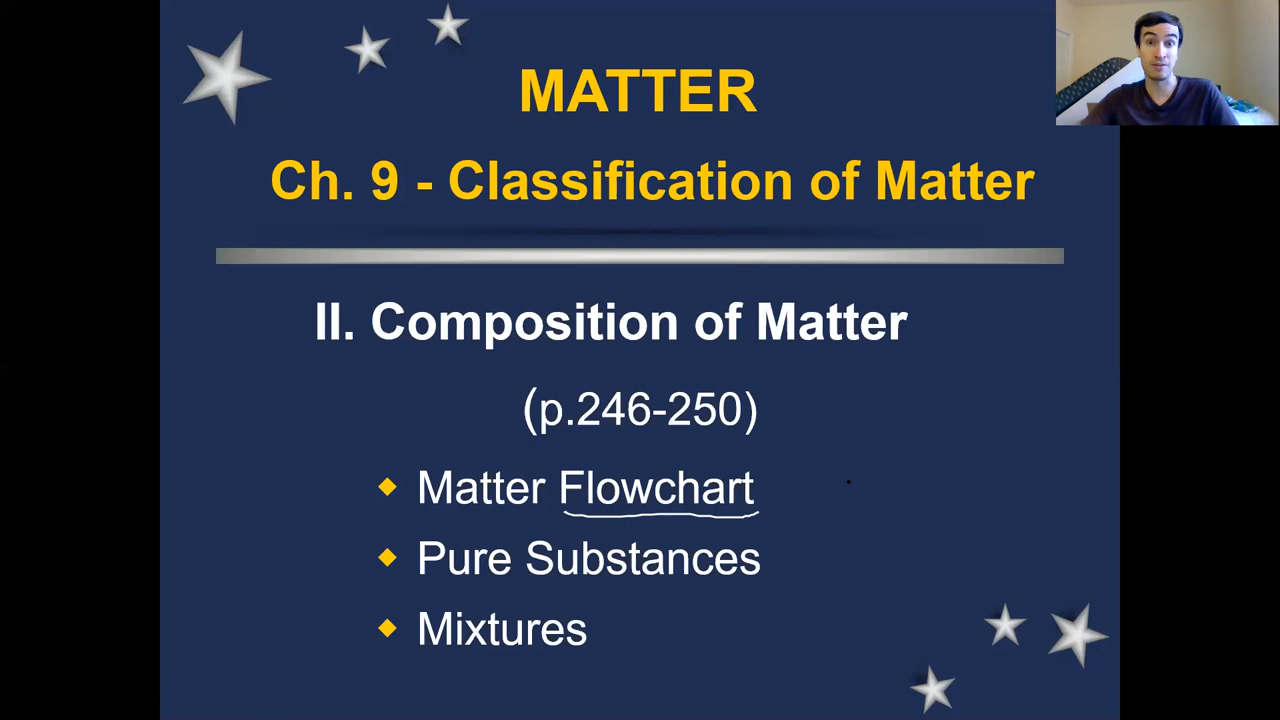 MATTER
Ch. 9 - Classification of Matter
II. Composition of Matter
(p.246-250)
Matter Flowchart
Pure Substances
Mixtures